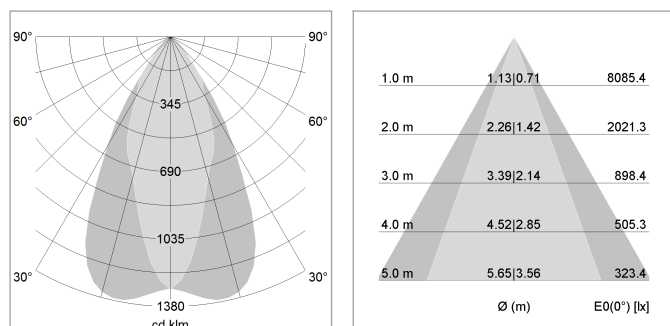 90° 90°
345
60° 60°
690
1035
30° 30°
1380
cd klm
1.0 m 1.13|0.71 8085.4
2.0 m 2.26|1.42 2021.3
3.0 m 3.39|2.14 898.4
4.0 m 4.52|2.85 505.3
5.0 m 5.65|3.56 323.4
Ø (m) E0(0°) [lx]